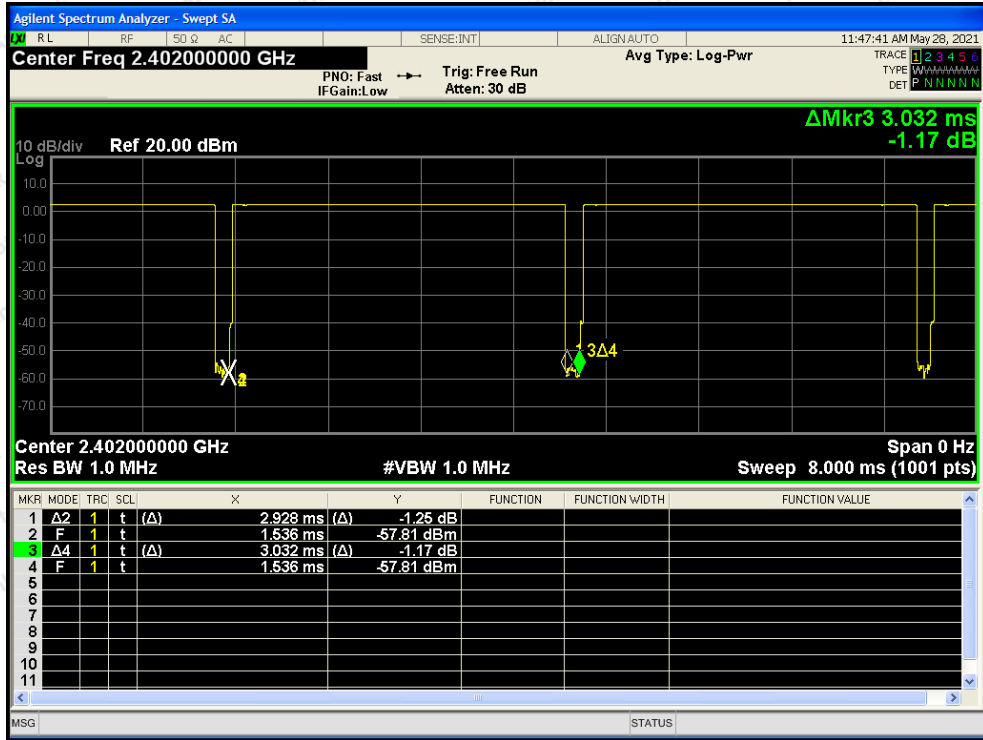 Agilent Spectrum Analyzer - Swept SA
LXI RL RF 50 Ω AC SENSE:INT ALIGN AUTO 11:47:41 AM May 28, 2021
Center Freq 2.402000000 GHz
PNO: Fast
IFGain:Low
Trig: Free Run
Atten: 30 dB
Avg Type: Log-Pwr
TRACE 1 2 3 4 5 6
TYPE WWWWWW
DET P N N N N N
ΔMkr3 3.032 ms
-1.17 dB
10 dB/div Ref 20.00 dBm
Log
10.0
0.00
-10.0
-20.0
-30.0
-40.0
-50.0
-60.0
-70.0
3Δ4
Center 2.402000000 GHz Span 0 Hz
Res BW 1.0 MHz #VBW 1.0 MHz Sweep 8.000 ms (1001 pts)
MKR MODE TRC SCL X Y FUNCTION FUNCTION WIDTH FUNCTION VALUE
1 Δ2 1 t (Δ) 2.928 ms (Δ) -1.25 dB
2 F 1 t 1.536 ms -57.81 dBm
3 Δ4 1 t (Δ) 3.032 ms (Δ) -1.17 dB
4 F 1 t 1.536 ms -57.81 dBm
5
6
7
8
9
10
11
MSG STATUS